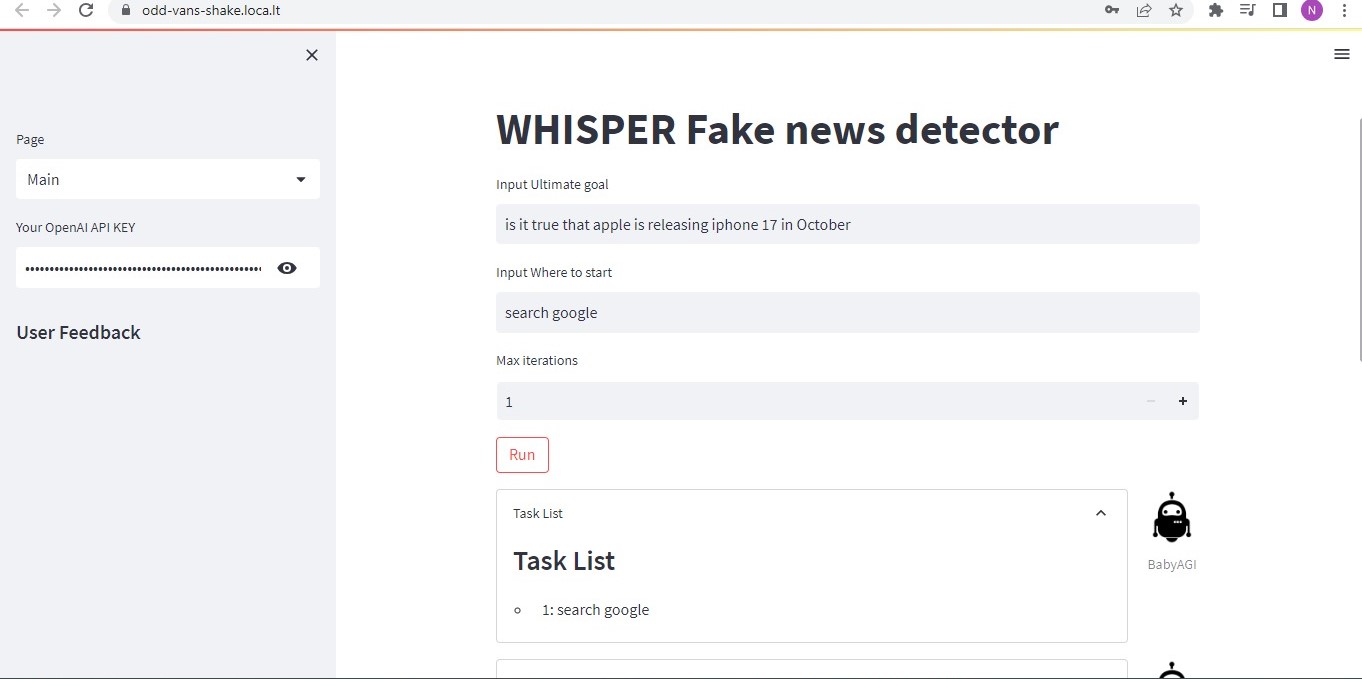 odd-vans-shake.loca.lt
N
Page
Main
Your OpenAI API KEY
••••••••••••••••••••••••••••••••••••••••••••••••
User Feedback
WHISPER Fake news detector
Input Ultimate goal
is it true that apple is releasing iphone 17 in October
Input Where to start
search google
Max iterations
1
Run
Task List
Task List
1: search google
BabyAGI